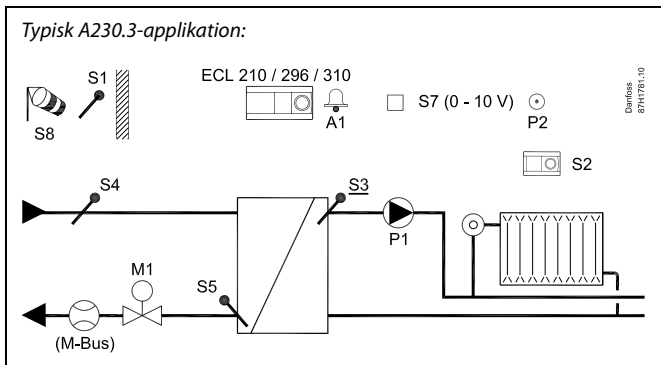 Typisk A230.3-applikation:
S1
ECL 210 / 296 / 310
S8
A1
S7 (0 - 10 V)
P2
Danfoss
87H1781.10
S2
S4
S3
P1
M1
S5
(M-Bus)